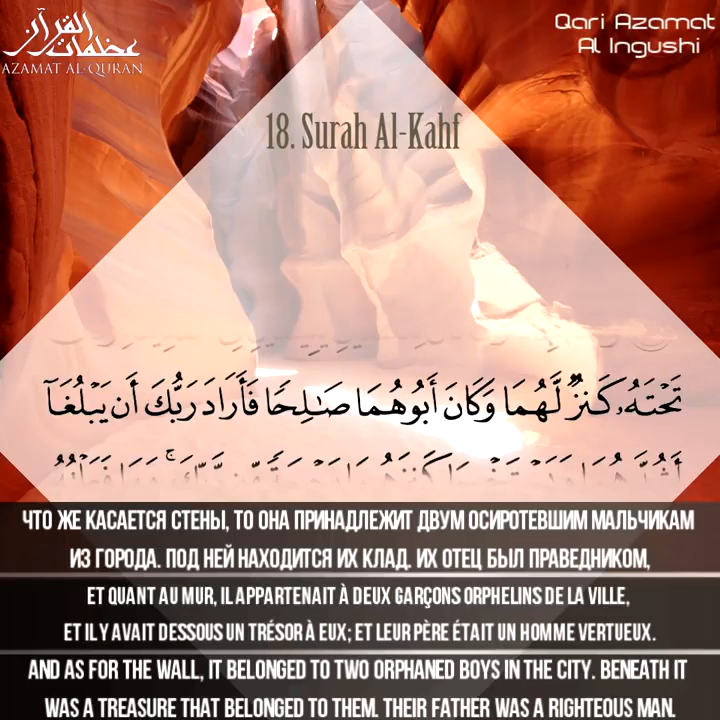 عظمات القرآن
AZAMAT AL-QURAN
Qari Azamat
Al Ingushi
18. Surah Al-Kahf
تَحْتَهُۥ كَنزٌ لَّهُمَا وَكَانَ أَبُوهُمَا صَٰلِحًا فَأَرَادَ رَبُّكَ أَن يَبْلُغَآ
ЧТО ЖЕ КАСАЕТСЯ СТЕНЫ, ТО ОНА ПРИНАДЛЕЖИТ ДВУМ ОСИРОТЕВШИМ МАЛЬЧИКАМ
ИЗ ГОРОДА. ПОД НЕЙ НАХОДИТСЯ ИХ КЛАД. ИХ ОТЕЦ БЫЛ ПРАВЕДНИКОМ,
ET QUANT AU MUR, IL APPARTENAIT À DEUX GARÇONS ORPHELINS DE LA VILLE,
ET IL Y AVAIT DESSOUS UN TRÉSOR À EUX; ET LEUR PÈRE ÉTAIT UN HOMME VERTUEUX.
AND AS FOR THE WALL, IT BELONGED TO TWO ORPHANED BOYS IN THE CITY. BENEATH IT
WAS A TREASURE THAT BELONGED TO THEM. THEIR FATHER WAS A RIGHTEOUS MAN.